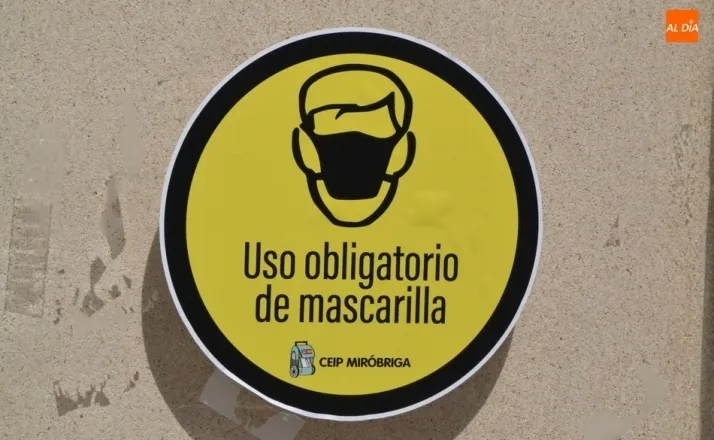 AL DÍA
Uso obligatorio
de mascarilla
CEIP MIRÓBRIGA